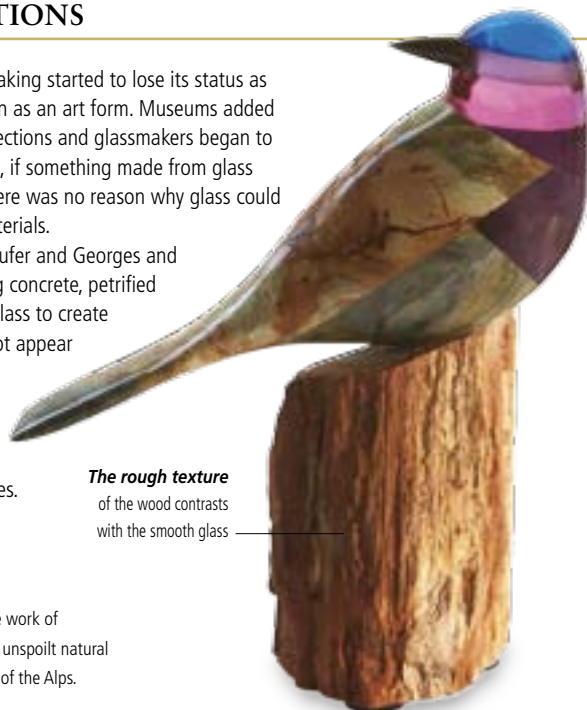 TIONS
aking started to lose its status as
n as an art form. Museums added
ections and glassmakers began to
, if something made from glass
ere was no reason why glass could
terials.
ufer and Georges and
g concrete, petrified
lass to create
ot appear
es.
The rough texture
of the wood contrasts
with the smooth glass
e work of
unspoilt natural
of the Alps.